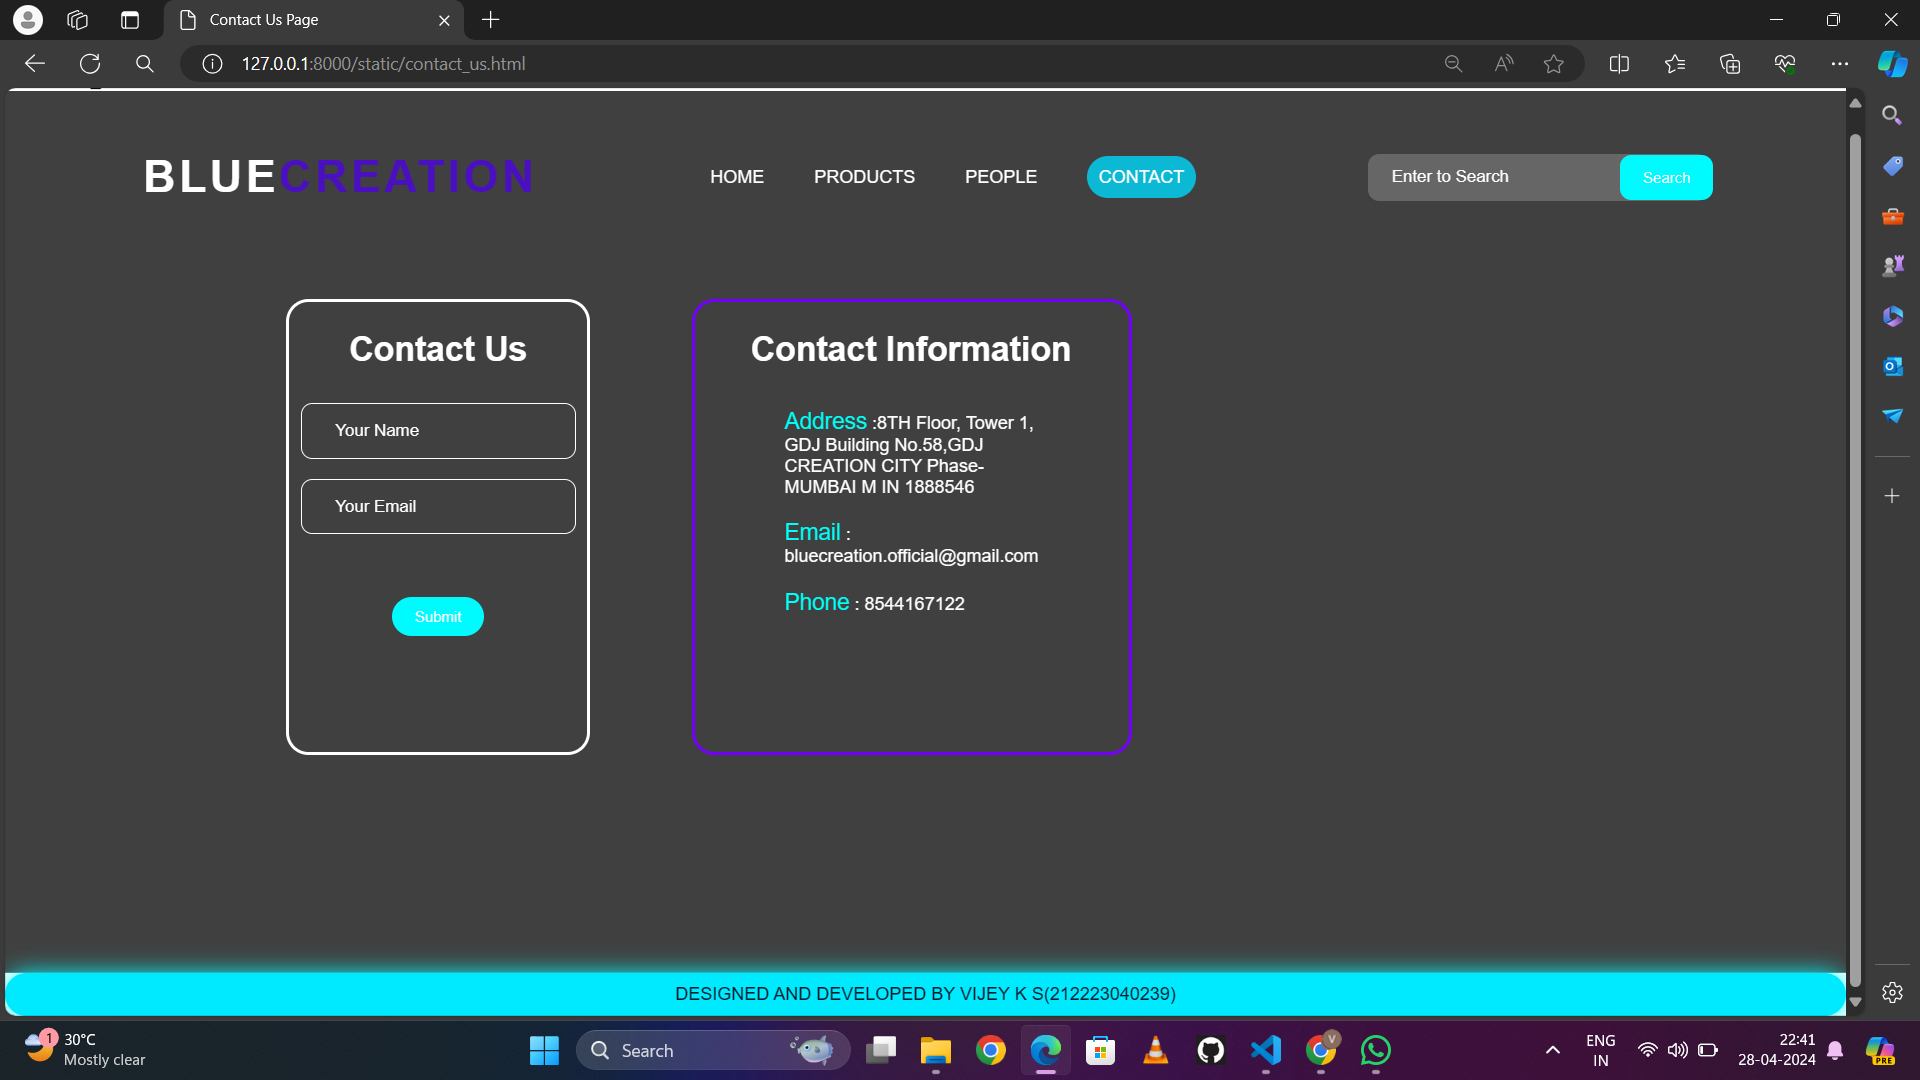 Contact Us Page
127.0.0.1:8000/static/contact_us.html
BLUECREATION
HOME
PRODUCTS
PEOPLE
CONTACT
Enter to Search
Search
Contact Us
Your Name
Your Email
Submit
Contact Information
Address :8TH Floor, Tower 1,
GDJ Building No.58,GDJ
CREATION CITY Phase-
MUMBAI M IN 1888546
Email :
bluecreation.official@gmail.com
Phone : 8544167122
DESIGNED AND DEVELOPED BY VIJEY K S(212223040239)
1
30°C
Mostly clear
Search
V
ENG
IN
22:41
28-04-2024
PRE